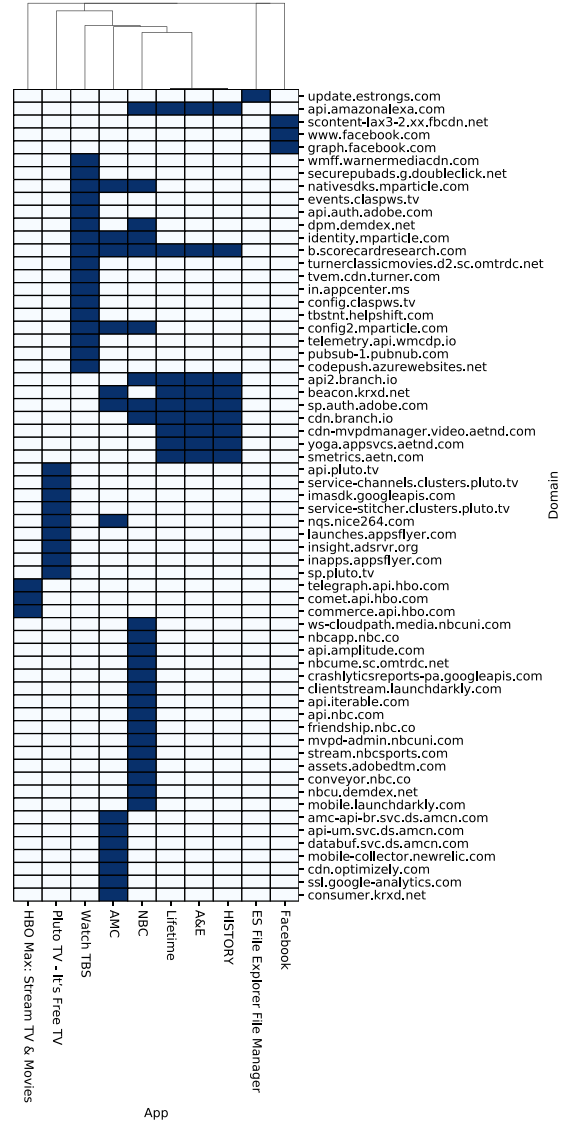 update.estrongs.com
api.amazonalexa.com
scontent-lax3-2.xx.fbcdn.net
www.facebook.com
graph.facebook.com
wmff.warnermediacdn.com
securepubads.g.doubleclick.net
nativesdks.mparticle.com
events.claspws.tv
api.auth.adobe.com
dpm.demdex.net
identity.mparticle.com
b.scorecardresearch.com
turnerclassicmovies.d2.sc.omtrdc.net
tvem.cdn.turner.com
in.appcenter.ms
config.claspws.tv
tbstnt.helpshift.com
config2.mparticle.com
telemetry.api.wmcdp.io
pubsub-1.pubnub.com
codepush.azurewebsites.net
api2.branch.io
beacon.krxd.net
sp.auth.adobe.com
cdn.branch.io
cdn-mvpdmanager.video.aetnd.com
yoga.appsvcs.aetnd.com
smetrics.aetn.com
api.pluto.tv
service-channels.clusters.pluto.tv
imasdk.googleapis.com
service-stitcher.clusters.pluto.tv
nqs.nice264.com
launches.appsflyer.com
insight.adsrvr.org
inapps.appsflyer.com
sp.pluto.tv
telegraph.api.hbo.com
comet.api.hbo.com
commerce.api.hbo.com
ws-cloudpath.media.nbcuni.com
nbcapp.nbc.co
api.amplitude.com
nbcume.sc.omtrdc.net
crashlyticsreports-pa.googleapis.com
clientstream.launchdarkly.com
api.iterable.com
api.nbc.com
friendship.nbc.co
mvpd-admin.nbcuni.com
stream.nbcsports.com
assets.adobedtm.com
conveyor.nbc.co
nbcu.demdex.net
mobile.launchdarkly.com
amc-api-br.svc.ds.amcn.com
api-um.svc.ds.amcn.com
databuf.svc.ds.amcn.com
mobile-collector.newrelic.com
cdn.optimizely.com
ssl.google-analytics.com
consumer.krxd.net
Domain
HBO Max: Stream TV & Movies
Pluto TV - It's Free TV
Watch TBS
AMC
NBC
Lifetime
A&E
HISTORY
ES File Explorer File Manager
Facebook
App